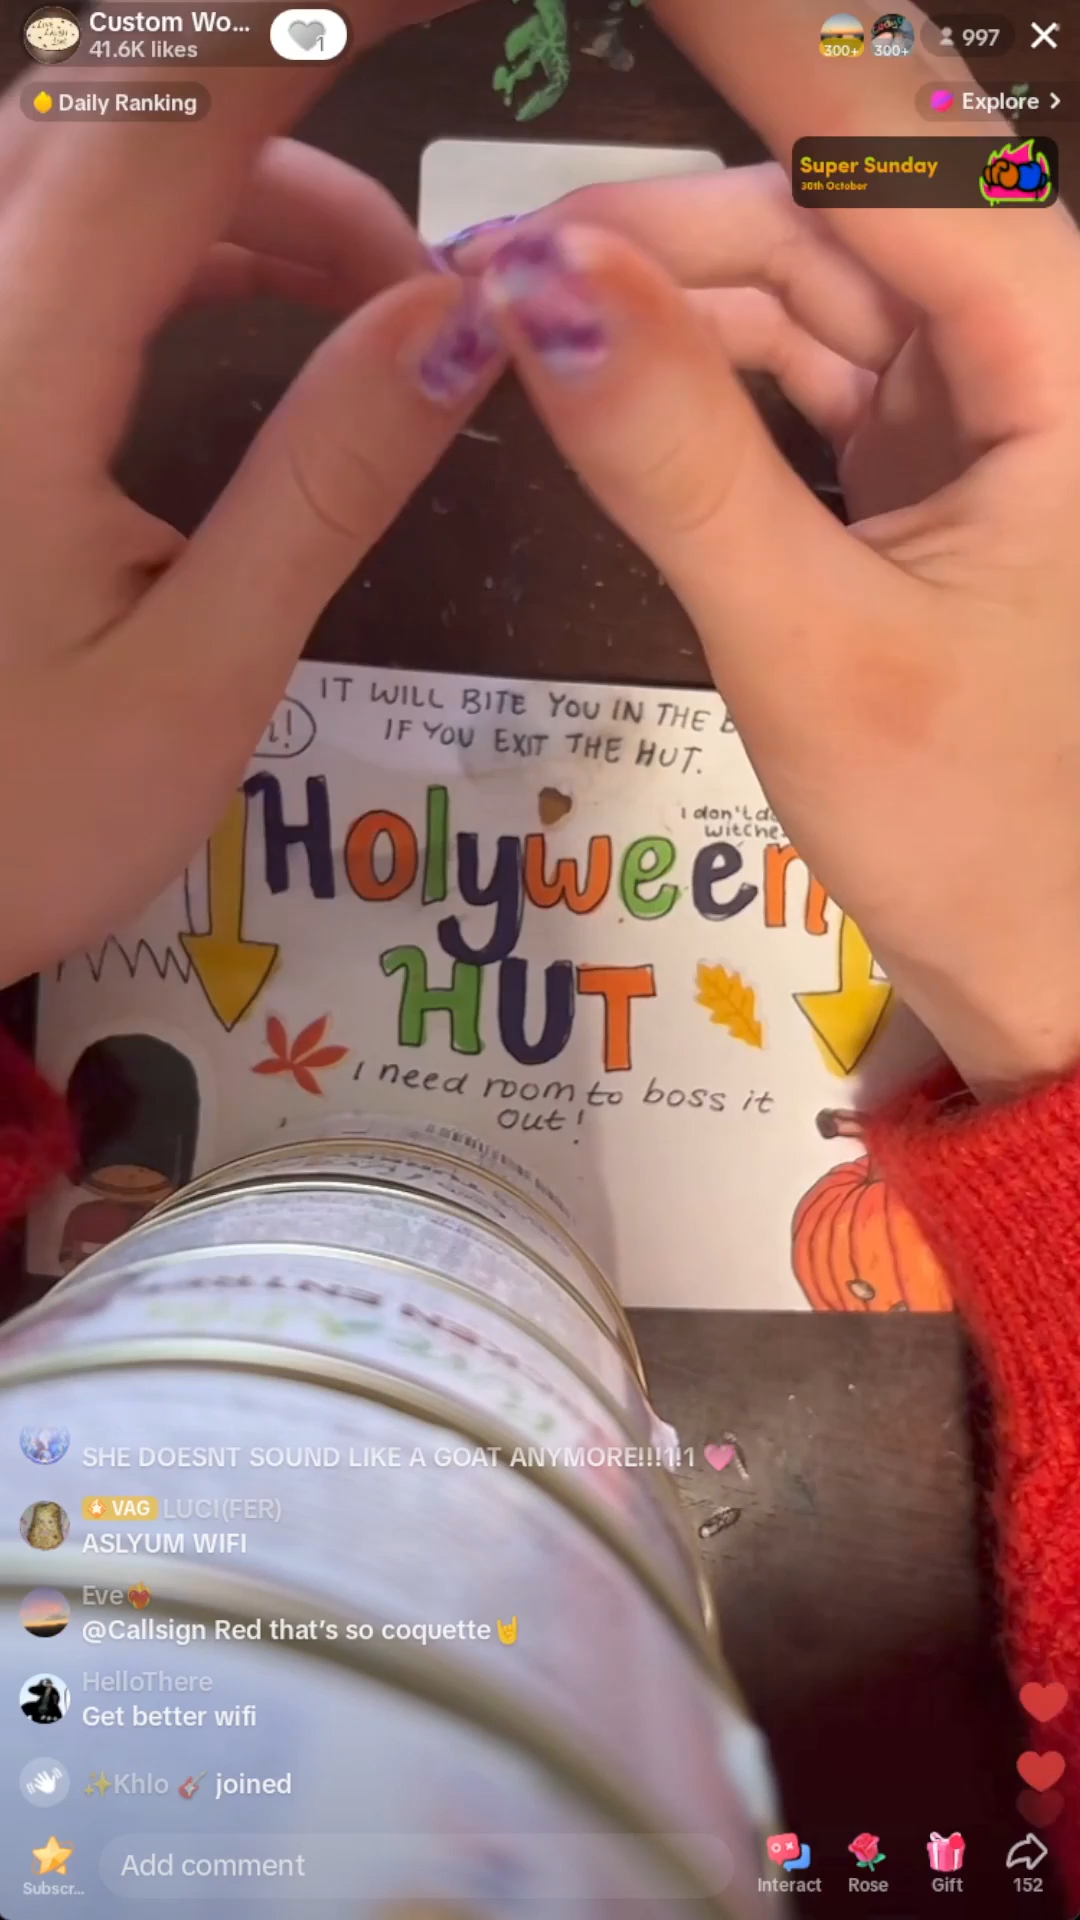 Custom Wo...
41.6K likes
1
300+
300+
997
Daily Ranking
Explore
Super Sunday
30th October
IT WILL BITE YOU IN THE
IF YOU EXIT THE HUT.
i don't
witche
Holyween
HUT
I need room to boss it
out!
SHE DOESNT SOUND LIKE A GOAT ANYMORE!!!1!1 💗
VAG LUCI(FER)
ASLYUM WIFI
Eve❤️‍🔥
@Callsign Red that's so coquette🤘
HelloThere
Get better wifi
✨Khlo 🎸 joined
Add comment
Subscr...
Interact
Rose
Gift
152